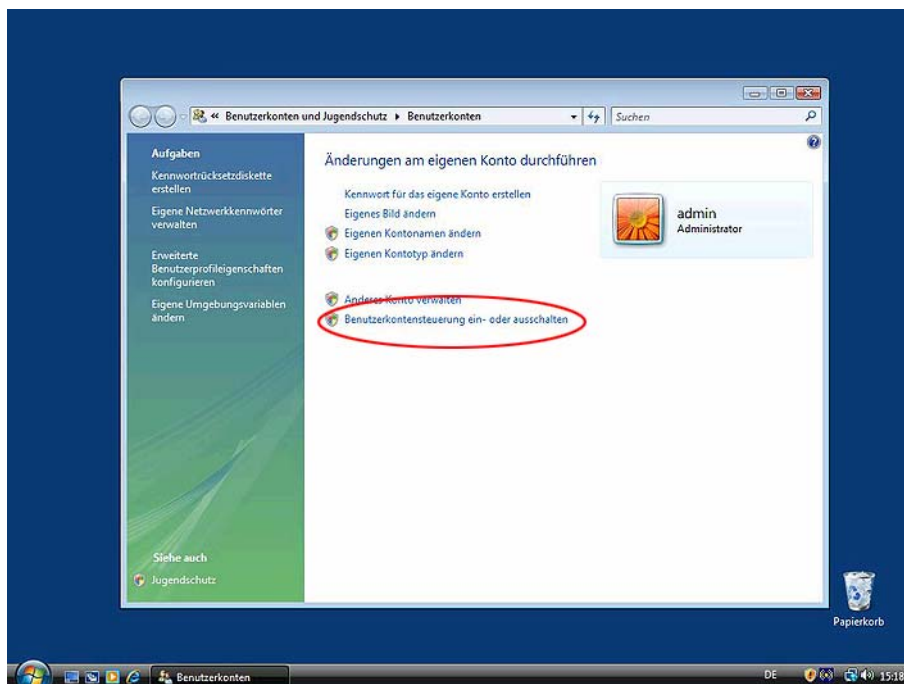 Benutzerkonten und Jugendschutz
Benutzerkonten
Suchen
Aufgaben
Kennwortrücksetzdiskette
erstellen
Eigene Netzwerkkennwörter
verwalten
Erweiterte
Benutzerprofileigenschaften
konfigurieren
Eigene Umgebungsvariablen
ändern
Siehe auch
Jugendschutz
Änderungen am eigenen Konto durchführen
Kennwort für das eigene Konto erstellen
Eigenes Bild ändern
Eigenen Kontonamen ändern
Eigenen Kontotyp ändern
Anderes Konto verwalten
Benutzerkontensteuerung ein- oder ausschalten
admin
Administrator
Papierkorb
Benutzerkonten
DE
15:18